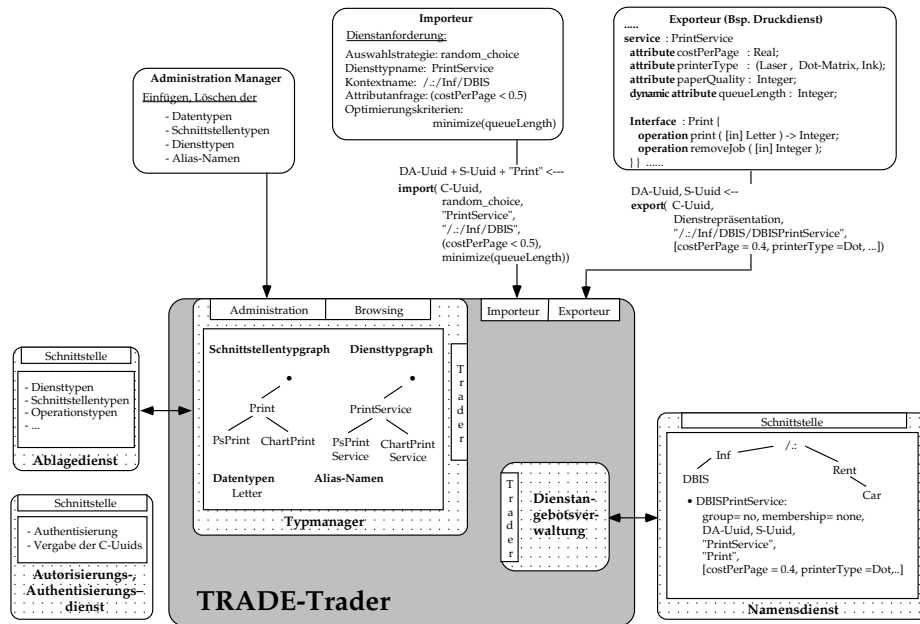 Administration Manager
Einfügen, Löschen der
- Datentypen
- Schnittstellentypen
- Diensttypen
- Alias-Namen
Importeur
Dienstanforderung:
Auswahlstrategie: random_choice
Diensttypname: PrintService
Kontextname: /.:/Inf/DBIS
Attributanfrage: (costPerPage < 0.5)
Optimierungskriterien:
minimize(queueLength)
Exporteur (Bsp. Druckdienst)
.....
service : PrintService
attribute costPerPage : Real;
attribute printerType : (Laser , Dot-Matrix, Ink);
attribute paperQuality : Integer;
dynamic attribute queueLength : Integer;
Interface : Print {
operation print ( [in] Letter ) -> Integer;
operation removeJob ( [in] Integer );
} } ......
DA-Uuid + S-Uuid + "Print" <---
import( C-Uuid,
random_choice,
"PrintService",
"/.:/Inf/DBIS",
(costPerPage < 0.5),
minimize(queueLength))
DA-Uuid, S-Uuid <--
export( C-Uuid,
Dienstrepräsentation,
"/.:/Inf/DBIS/DBISPrintService",
[costPerPage = 0.4, printerType =Dot, ...])
Administration
Browsing
Importeur
Exporteur
Schnittstellentypgraph
Diensttypgraph
Print
PsPrint
ChartPrint
PrintService
PsPrint
Service
ChartPrint
Service
Datentypen
Letter
Alias-Namen
Typmanager
Trader
Schnittstelle
- Diensttypen
- Schnittstellentypen
- Operationstypen
- ...
Ablagedienst
Schnittstelle
- Authentisierung
- Vergabe der C-Uuids
Autorisierungs-,
Authentisierungs-
dienst
Trader
Dienstan-
gebotsver-
waltung
TRADE-Trader
Schnittstelle
/.:
Inf
DBIS
Rent
Car
• DBISPrintService:
group= no, membership= none,
DA-Uuid, S-Uuid,
"PrintService",
"Print",
[costPerPage = 0.4, printerType =Dot,..]
Namensdienst